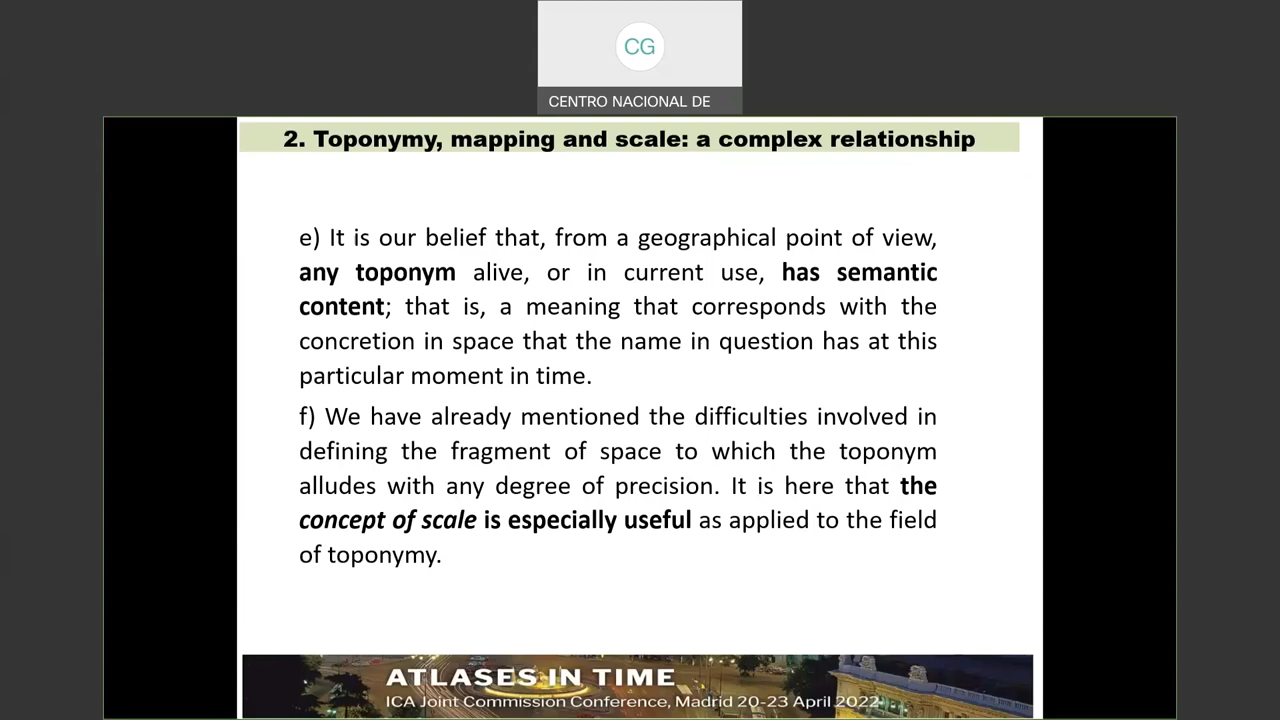 CG
CENTRO NACIONAL DE
2. Toponymy, mapping and scale: a complex relationship
e) It is our belief that, from a geographical point of view,
any toponym alive, or in current use, has semantic
content; that is, a meaning that corresponds with the
concretion in space that the name in question has at this
particular moment in time.
f) We have already mentioned the difficulties involved in
defining the fragment of space to which the toponym
alludes with any degree of precision. It is here that the
concept of scale is especially useful as applied to the field
of toponymy.
ATLASES IN TIME
ICA Joint Commission Conference, Madrid 20-23 April 2022